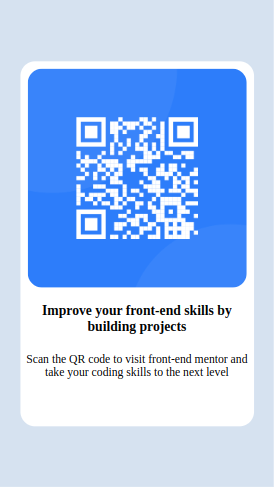 Improve your front-end skills by
building projects
Scan the QR code to visit front-end mentor and
take your coding skills to the next level